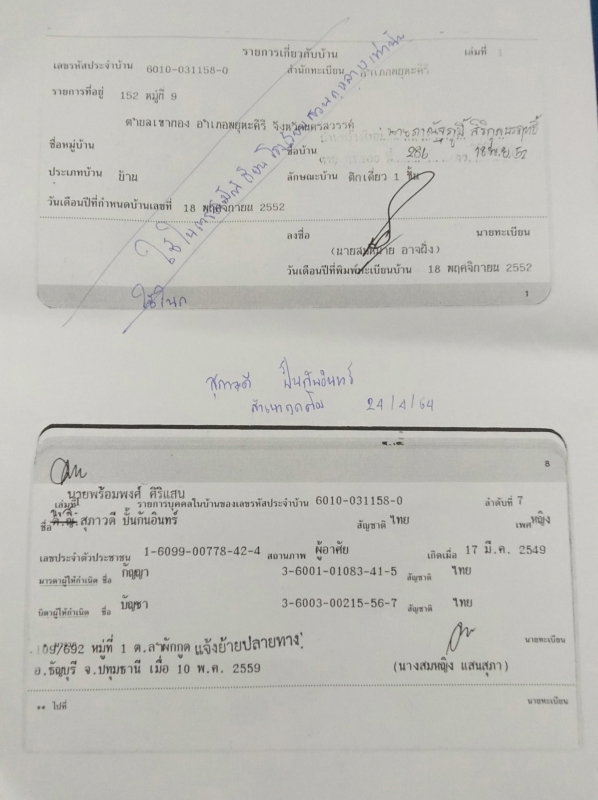 รายการเกี่ยวกับบ้าน เล่มที่ 1
เลขรหัสประจำบ้าน 6010-031158-0 สำนักทะเบียน อำเภอพยุหะคีรี
รายการที่อยู่ 152 หมู่ที่ 9
ตำบลเขาทอง อำเภอพยุหะคีรี จังหวัดนครสวรรค์
ชื่อหมู่บ้าน ชื่อบ้าน
ประเภทบ้าน บ้าน ลักษณะบ้าน ตึกเดี่ยว 1 ชั้น
วันเดือนปีที่กำหนดบ้านเลขที่ 18 พฤศจิกายน 2552
ลงชื่อ นายทะเบียน
(นายสมหมาย อาจฝั่ง)
วันเดือนปีที่พิมพ์ทะเบียนบ้าน 18 พฤศจิกายน 2552
1
ใช้ใน
สุภาวดี ปั้นกันอินทร์
สำเนาถูกต้อง 24/4/64
8
นายพร้อมพงศ์ ศิริแสน
เล่มที่ 1 รายการบุคคลในบ้านของเลขรหัสประจำบ้าน 6010-031158-0 ลำดับที่ 7
ชื่อ ด.ญ. สุภาวดี ปั้นกันอินทร์ สัญชาติ ไทย เพศ หญิง
เลขประจำตัวประชาชน 1-6099-00778-42-4 สถานภาพ ผู้อาศัย เกิดเมื่อ 17 มี.ค. 2549
มารดาผู้ให้กำเนิด ชื่อ กัญญา 3-6001-01083-41-5 สัญชาติ ไทย
บิดาผู้ให้กำเนิด ชื่อ บัญชา 3-6003-00215-56-7 สัญชาติ ไทย
109/692 หมู่ที่ 1 ต.ลำผักกูด แจ้งย้ายปลายทาง นายทะเบียน
อ.ธัญบุรี จ.ปทุมธานี เมื่อ 10 พ.ค. 2559 (นางสมหญิง แสนสุภา)
** ไปที่ นายทะเบียน